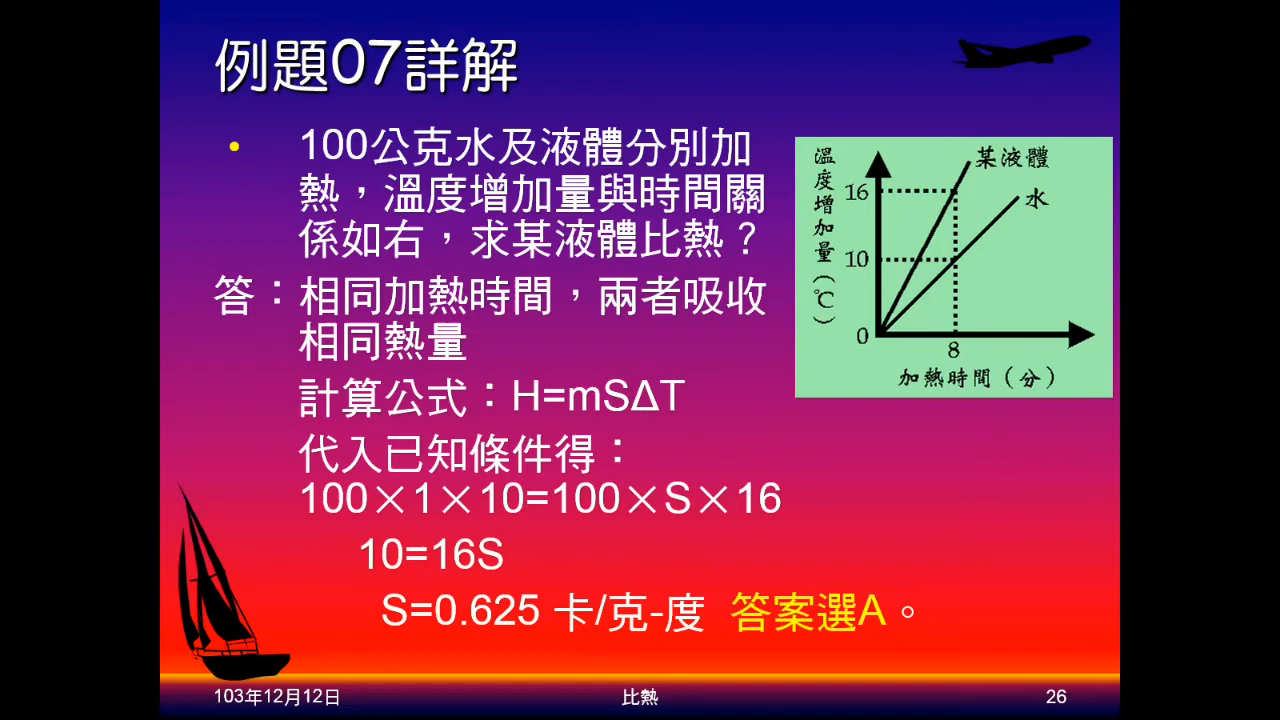 例題07詳解
• 100公克水及液體分別加
熱，溫度增加量與時間關
係如右，求某液體比熱？
答：相同加熱時間，兩者吸收
相同熱量
計算公式：H=mSΔT
代入已知條件得：
100×1×10=100×S×16
10=16S
S=0.625 卡/克-度 答案選A。
溫度增加量(℃)
某液體
水
16
10
0
8
加熱時間(分)
103年12月12日
比熱
26